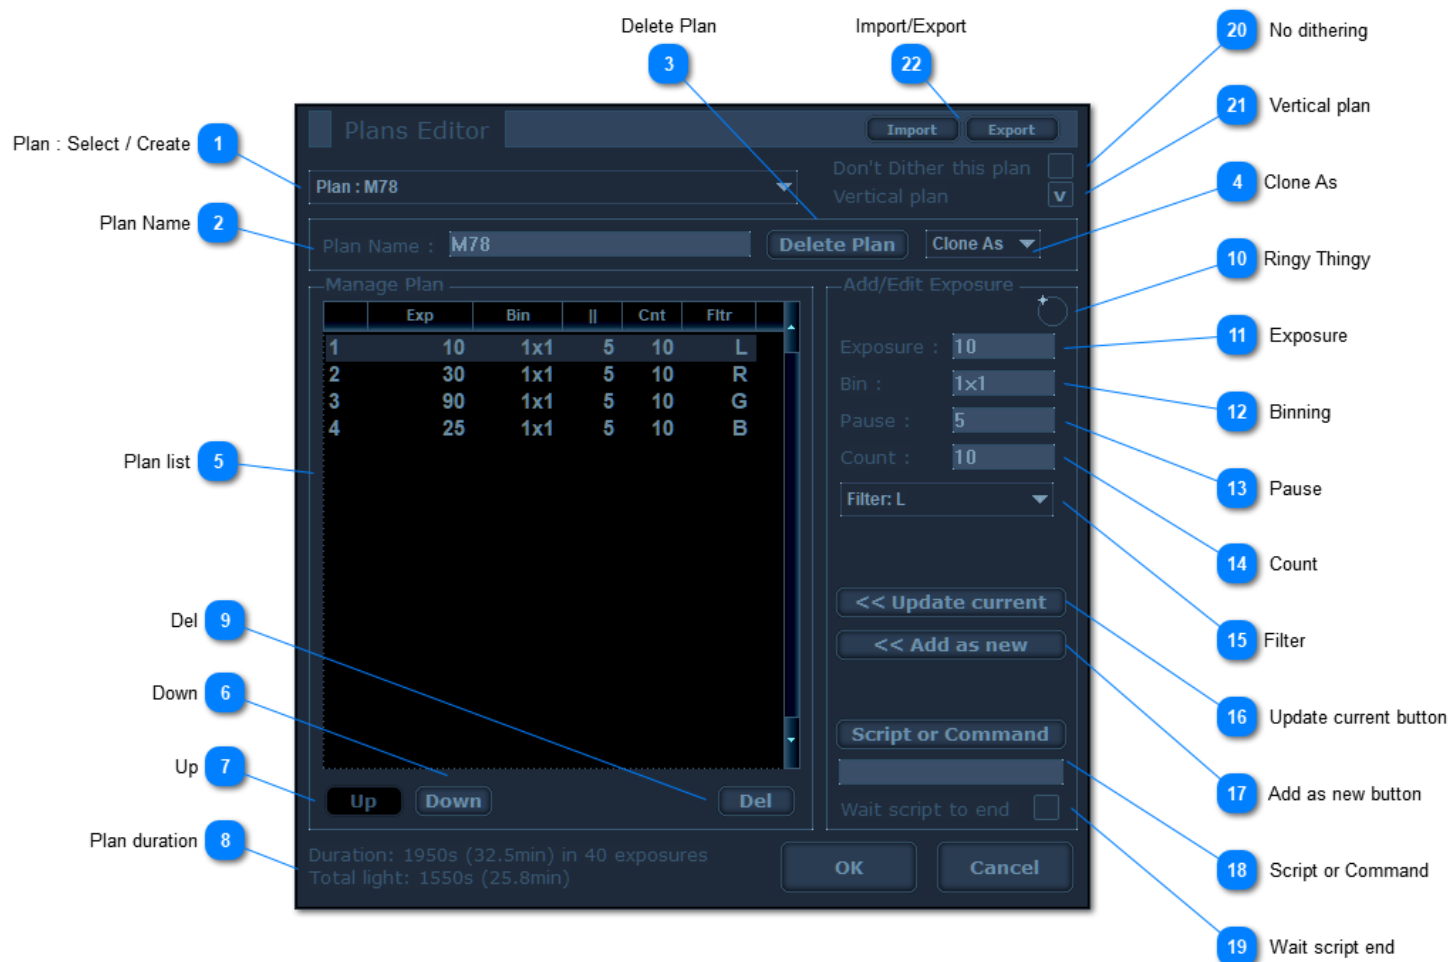 Delete Plan
3
Import/Export
22
20 No dithering
21 Vertical plan
Plan : Select / Create 1
Plans Editor
Import Export
Don't Dither this plan
Plan : M78
Vertical plan v
4 Clone As
Plan Name 2
Plan Name : M78 Delete Plan Clone As
10 Ringy Thingy
Manage Plan
Exp Bin || Cnt Fltr
1 10 1x1 5 10 L
2 30 1x1 5 10 R
3 90 1x1 5 10 G
4 25 1x1 5 10 B
Add/Edit Exposure
Exposure : 10
Bin : 1x1
Pause : 5
Count : 10
Filter: L
11 Exposure
12 Binning
13 Pause
14 Count
15 Filter
Plan list 5
<< Update current
<< Add as new
Del 9
Down 6
Up 7
16 Update current button
Script or Command
Wait script to end
17 Add as new button
Up Down Del
Plan duration 8
Duration: 1950s (32.5min) in 40 exposures
Total light: 1550s (25.8min)
OK Cancel
18 Script or Command
19 Wait script end